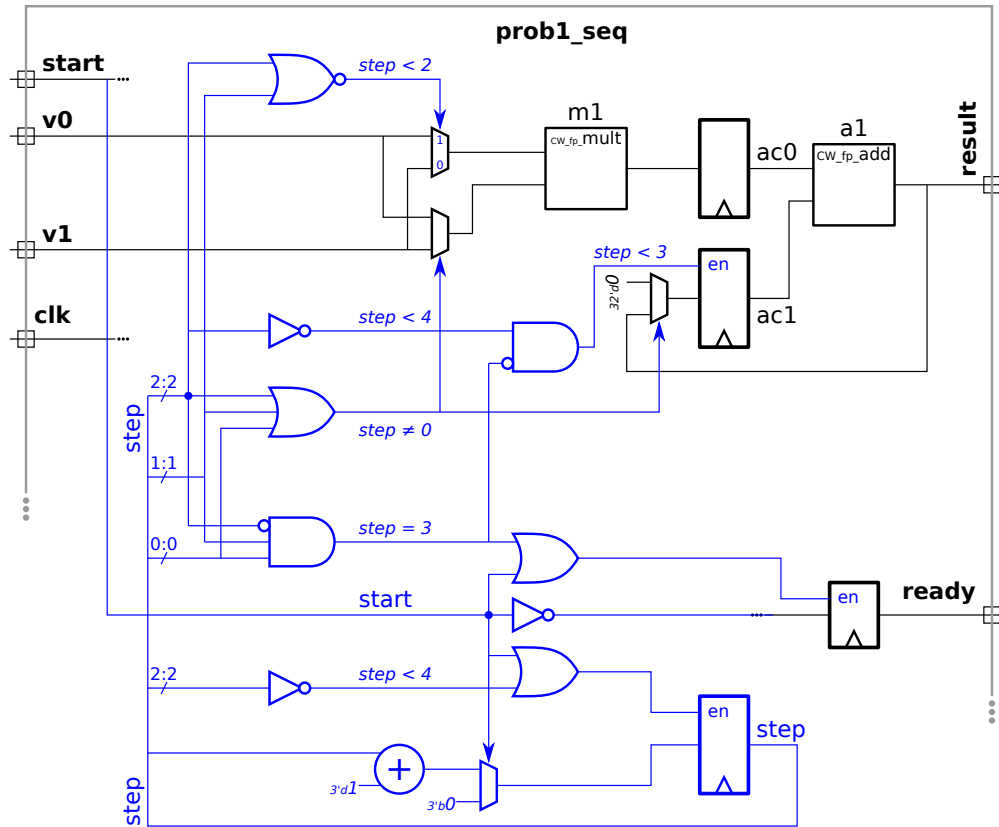 prob1_seq
start
...
step < 2
v0
m1
a1
1
0
CW_fp_mult
CW_fp_add
ac0
result
v1
step < 3
en
32'd0
clk
...
step < 4
ac1
2:2
step
step ≠ 0
1:1
step = 3
0:0
start
...
en
ready
2:2
step < 4
en
step
+
3'd1
3'b0
step